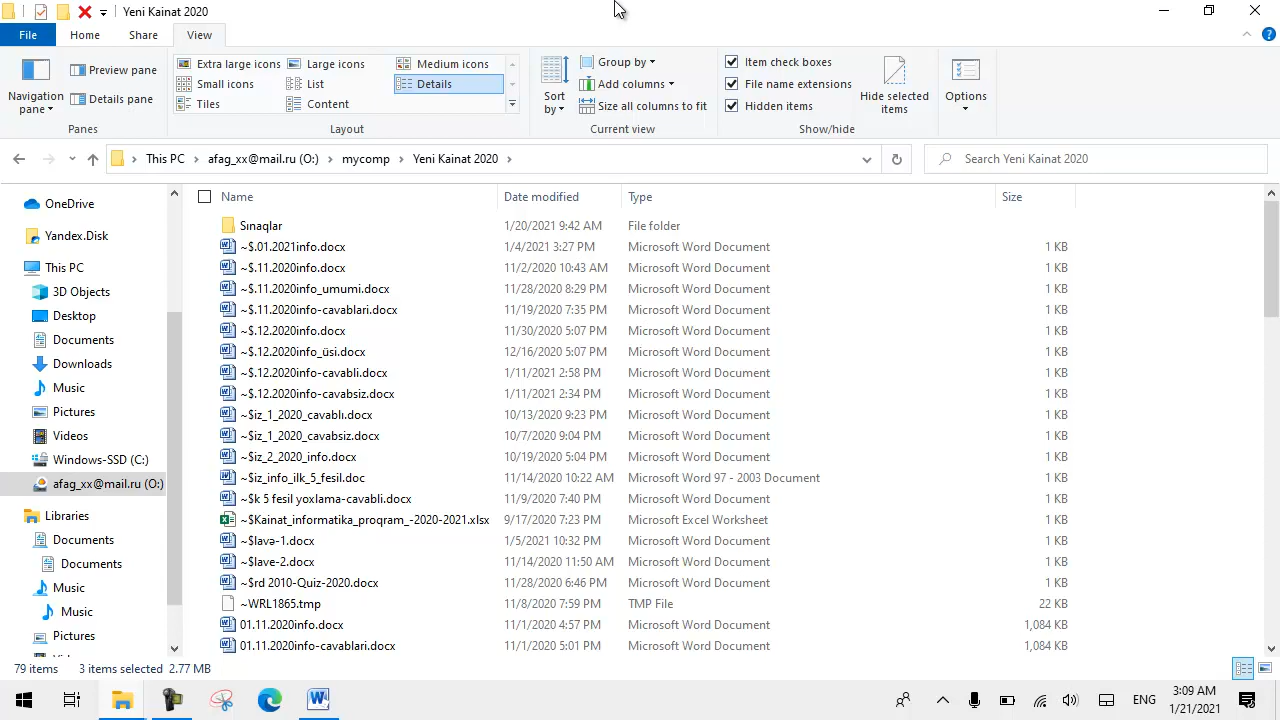 Yeni Kainat 2020
File Home Share View
Navigation pane
Preview pane
Details pane
Panes
Extra large icons Large icons Medium icons
Small icons List Details
Tiles Content
Layout
Sort by
Group by
Add columns
Size all columns to fit
Current view
Item check boxes
File name extensions
Hidden items
Hide selected items
Show/hide
Options
This PC > afag_xx@mail.ru (O:) > mycomp > Yeni Kainat 2020 >
Search Yeni Kainat 2020
OneDrive
Yandex.Disk
This PC
3D Objects
Desktop
Documents
Downloads
Music
Pictures
Videos
Windows-SSD (C:)
afag_xx@mail.ru (O:)
Libraries
Documents
Documents
Music
Music
Pictures
Name Date modified Type Size
Sınaqlar 1/20/2021 9:42 AM File folder
~$.01.2021info.docx 1/4/2021 3:27 PM Microsoft Word Document 1 KB
~$.11.2020info.docx 11/2/2020 10:43 AM Microsoft Word Document 1 KB
~$.11.2020info_umumi.docx 11/28/2020 8:29 PM Microsoft Word Document 1 KB
~$.11.2020info-cavablari.docx 11/19/2020 7:35 PM Microsoft Word Document 1 KB
~$.12.2020info.docx 11/30/2020 5:07 PM Microsoft Word Document 1 KB
~$.12.2020info_üsi.docx 12/16/2020 5:07 PM Microsoft Word Document 1 KB
~$.12.2020info-cavabli.docx 1/11/2021 2:58 PM Microsoft Word Document 1 KB
~$.12.2020info-cavabsiz.docx 1/11/2021 2:34 PM Microsoft Word Document 1 KB
~$iz_1_2020_cavablı.docx 10/13/2020 9:23 PM Microsoft Word Document 1 KB
~$iz_1_2020_cavabsiz.docx 10/7/2020 9:04 PM Microsoft Word Document 1 KB
~$iz_2_2020_info.docx 10/19/2020 5:04 PM Microsoft Word Document 1 KB
~$iz_info_ilk_5_fesil.doc 11/14/2020 10:22 AM Microsoft Word 97 - 2003 Document 1 KB
~$k 5 fesil yoxlama-cavabli.docx 11/9/2020 7:40 PM Microsoft Word Document 1 KB
~$Kainat_informatika_proqram_-2020-2021.xlsx 9/17/2020 7:23 PM Microsoft Excel Worksheet 1 KB
~$lava-1.docx 1/5/2021 10:32 PM Microsoft Word Document 1 KB
~$lave-2.docx 11/14/2020 11:50 AM Microsoft Word Document 1 KB
~$rd 2010-Quiz-2020.docx 11/28/2020 6:46 PM Microsoft Word Document 1 KB
~WRL1865.tmp 11/8/2020 7:59 PM TMP File 22 KB
01.11.2020info.docx 11/1/2020 4:57 PM Microsoft Word Document 1,084 KB
01.11.2020info-cavablari.docx 11/1/2020 5:01 PM Microsoft Word Document 1,084 KB
79 items 3 items selected 2.77 MB
ENG
3:09 AM
1/21/2021